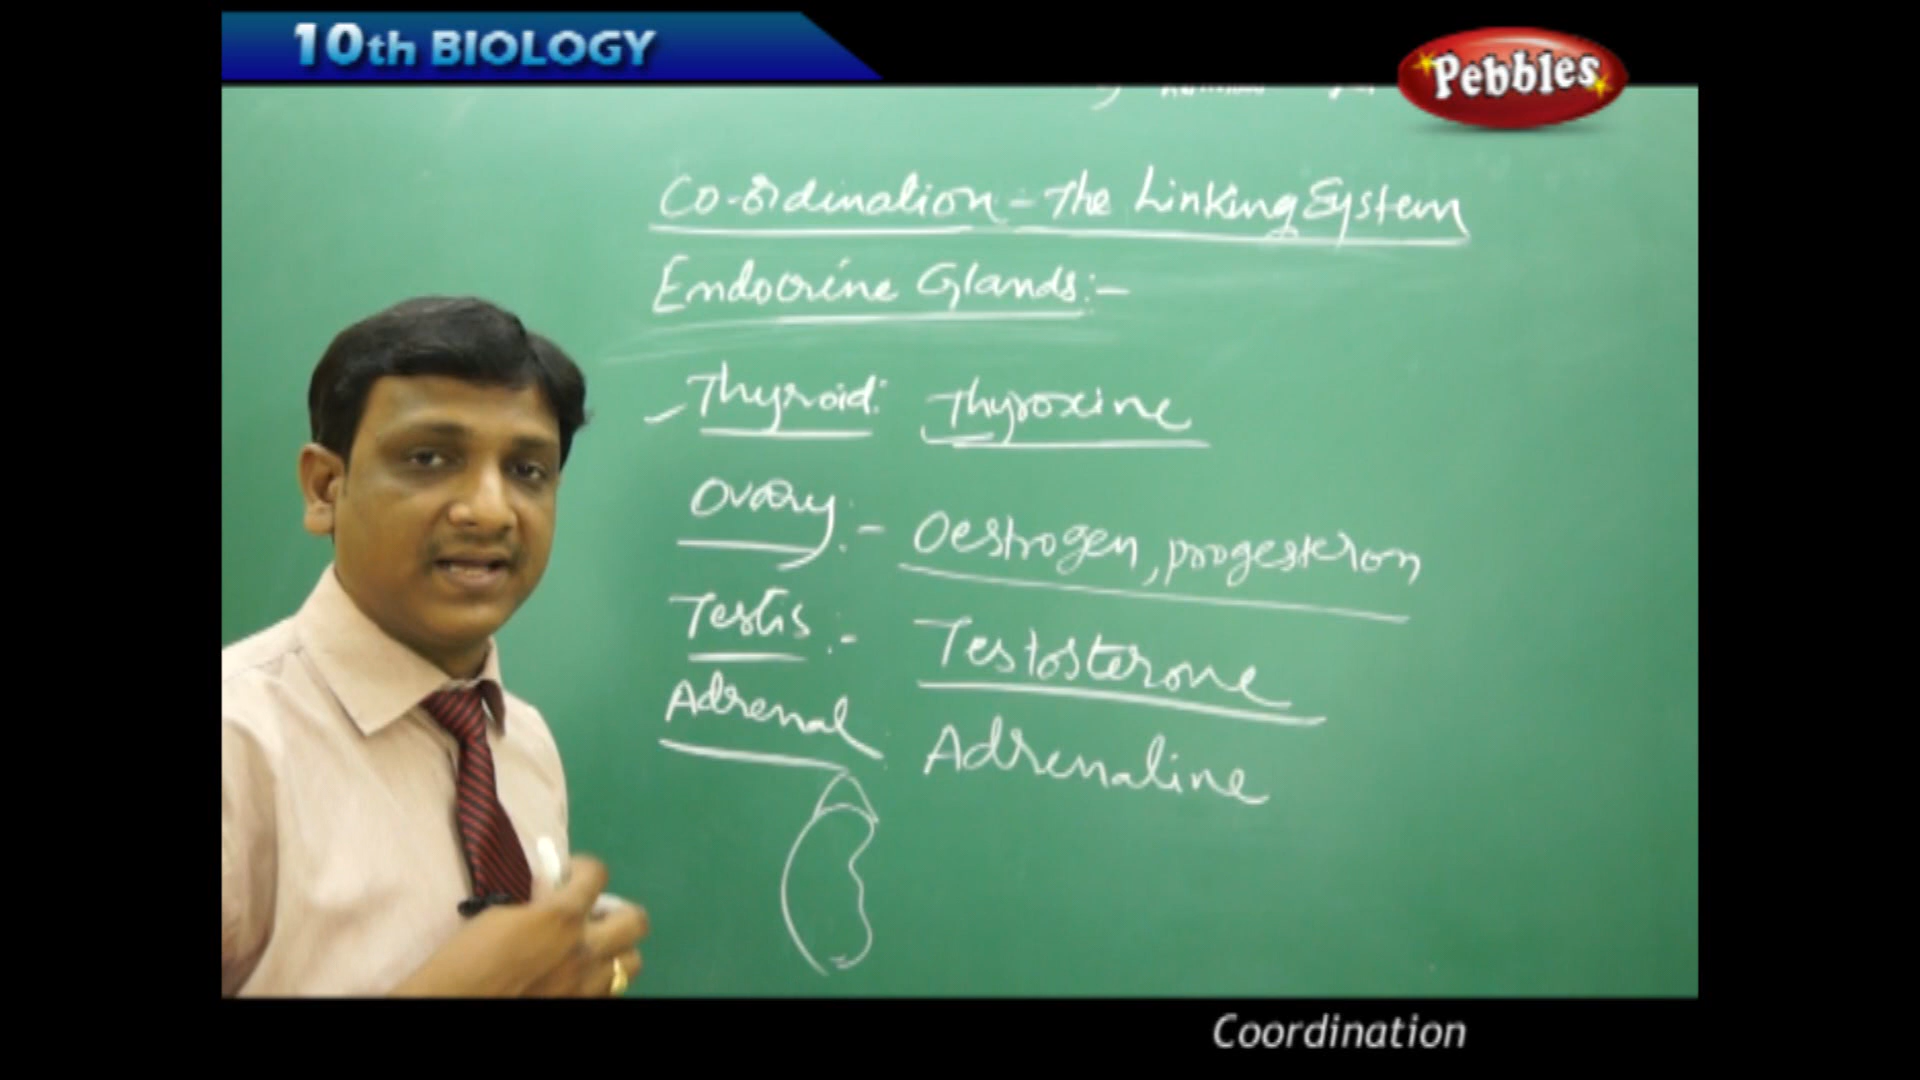 10th BIOLOGY
Pebbles
Co-ordination - The Linking System
Endocrine Glands:-
Thyroid: Thyroxine
Ovary:- Oestrogen, progesteron
Testis:- Testosterone
Adrenal Adrenaline
Coordination